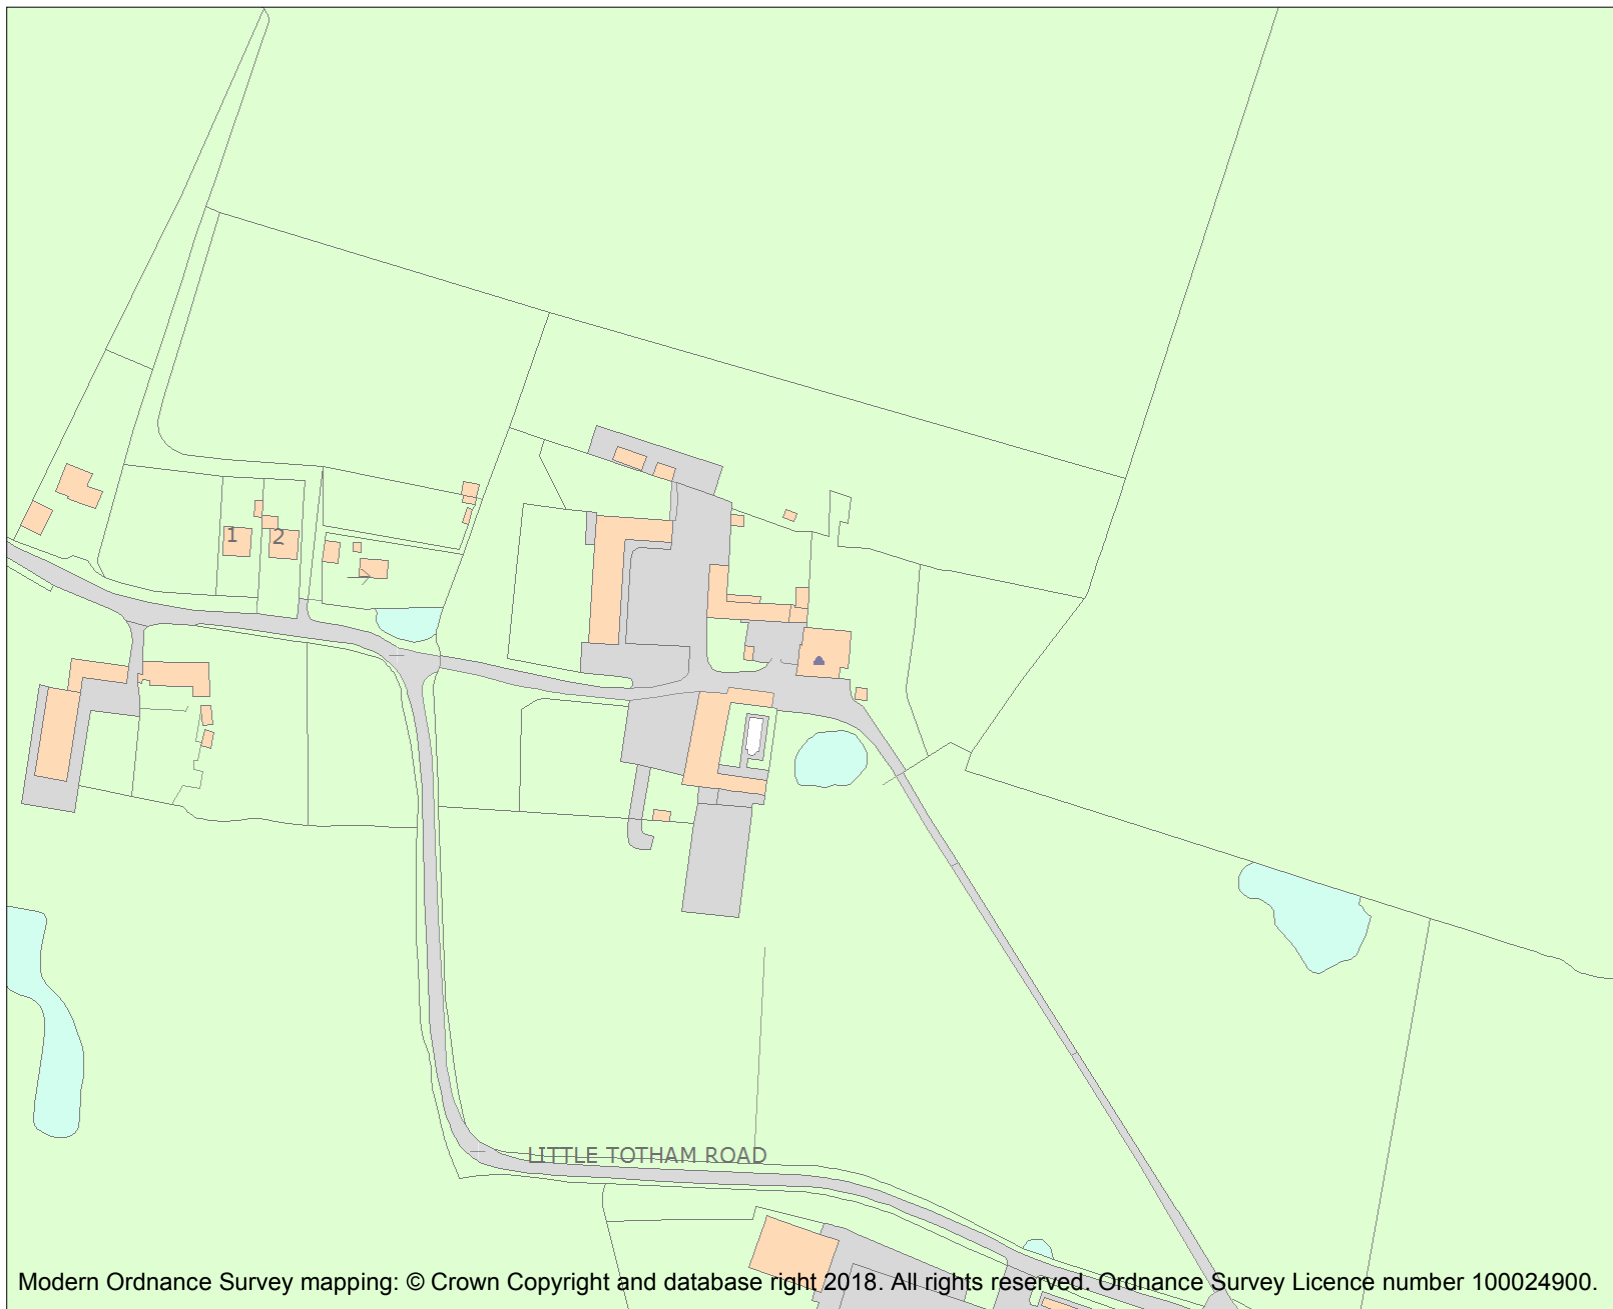 1
2
LITTLE TOTHAM ROAD
Modern Ordnance Survey mapping: © Crown Copyright and database right 2018. All rights reserved. Ordnance Survey Licence number 100024900.